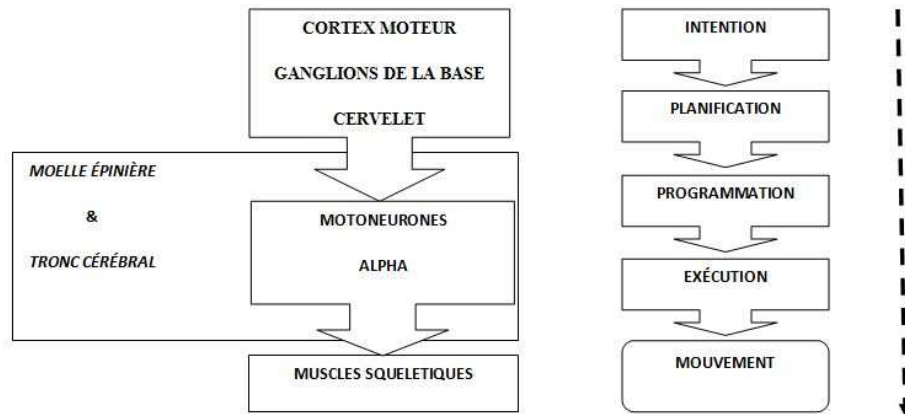 CORTEX MOTEUR
GANGLIONS DE LA BASE
CERVELET
MOELLE ÉPINIÈRE
&
TRONC CÉRÉBRAL
MOTONEURONES
ALPHA
MUSCLES SQUELETIQUES
INTENTION
PLANIFICATION
PROGRAMMATION
EXÉCUTION
MOUVEMENT